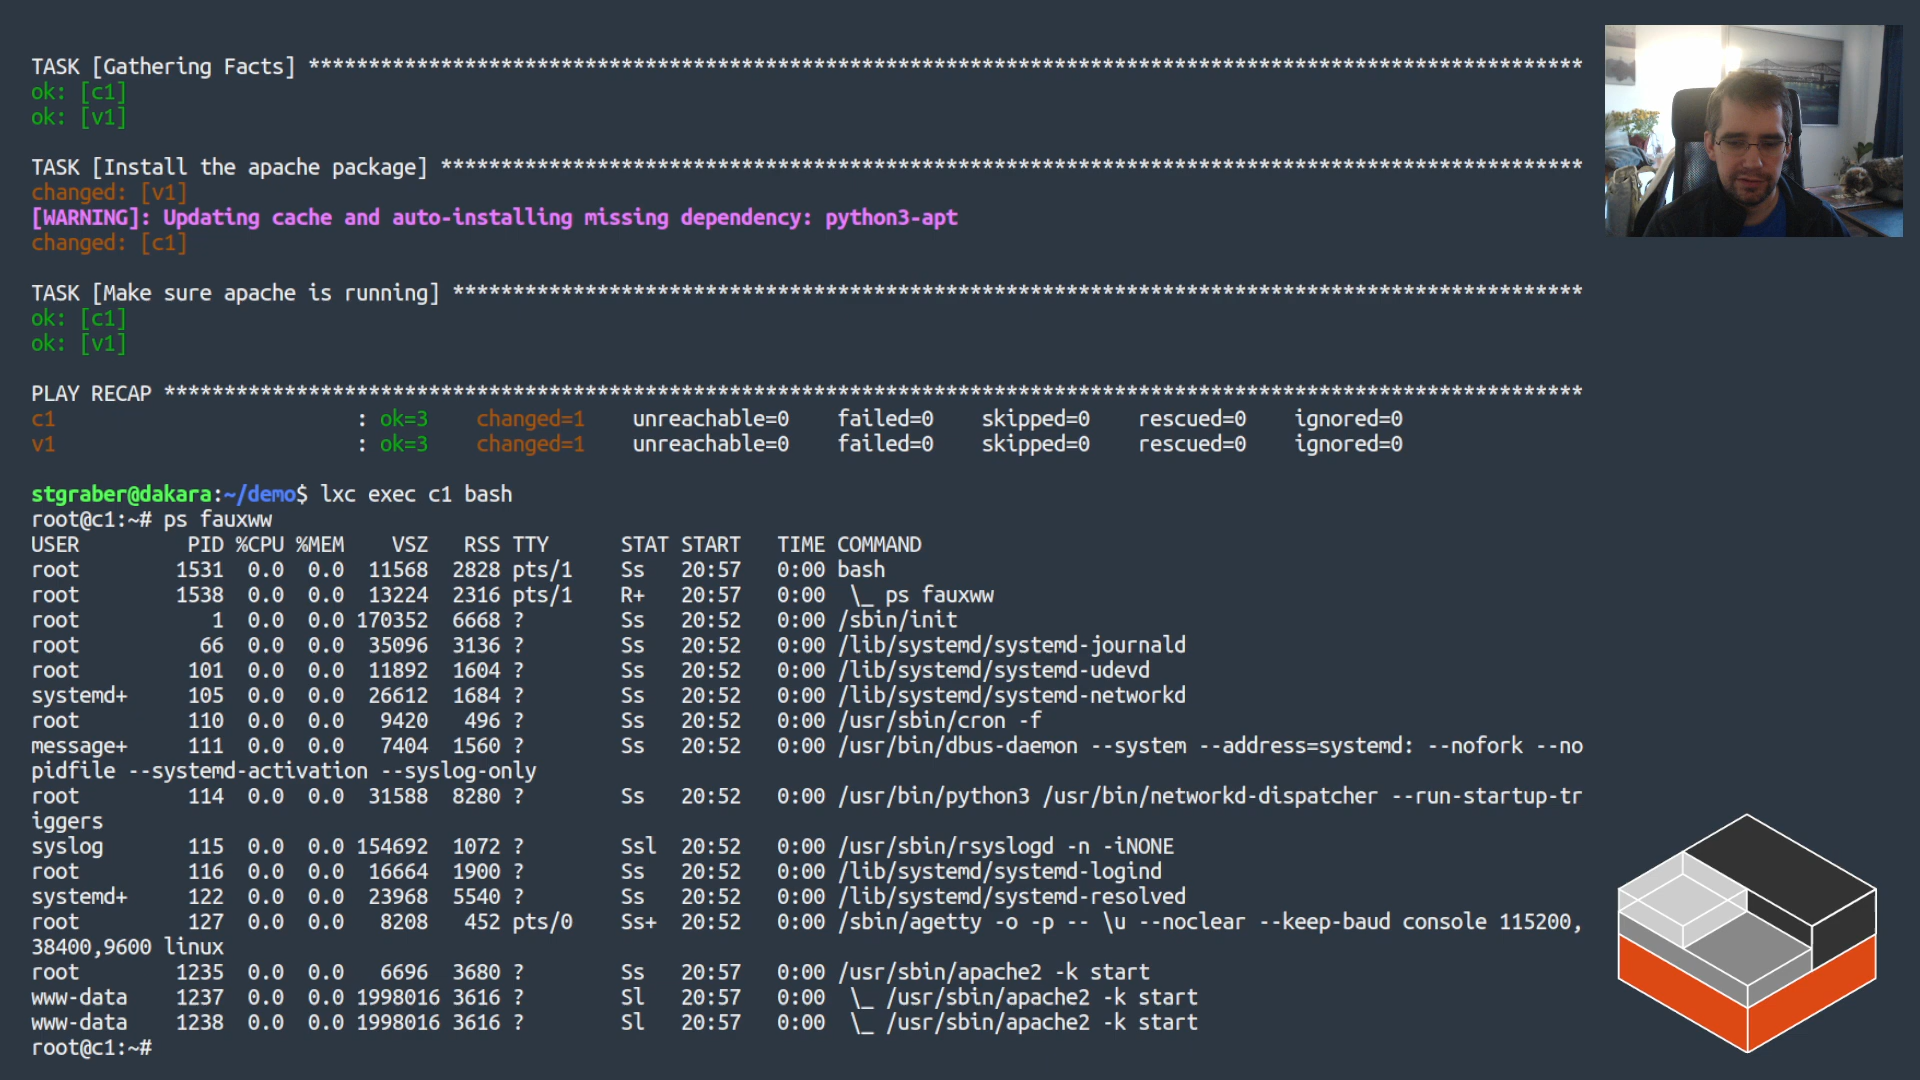 TASK [Gathering Facts] **********************************************************************************************************
ok: [c1]
ok: [v1]
TASK [Install the apache package] ***********************************************************************************************
changed: [v1]
[WARNING]: Updating cache and auto-installing missing dependency: python3-apt
changed: [c1]
TASK [Make sure apache is running] **********************************************************************************************
ok: [c1]
ok: [v1]
PLAY RECAP **********************************************************************************************************************
c1                         : ok=3    changed=1    unreachable=0    failed=0    skipped=0    rescued=0    ignored=0
v1                         : ok=3    changed=1    unreachable=0    failed=0    skipped=0    rescued=0    ignored=0
stgraber@dakara:~/demo$ lxc exec c1 bash
root@c1:~# ps fauxww
USER         PID %CPU %MEM    VSZ   RSS TTY      STAT START   TIME COMMAND
root        1531  0.0  0.0  11568  2828 pts/1    Ss   20:57   0:00 bash
root        1538  0.0  0.0  13224  2316 pts/1    R+   20:57   0:00  \_ ps fauxww
root           1  0.0  0.0 170352  6668 ?        Ss   20:52   0:00 /sbin/init
root          66  0.0  0.0  35096  3136 ?        Ss   20:52   0:00 /lib/systemd/systemd-journald
root         101  0.0  0.0  11892  1604 ?        Ss   20:52   0:00 /lib/systemd/systemd-udevd
systemd+     105  0.0  0.0  26612  1684 ?        Ss   20:52   0:00 /lib/systemd/systemd-networkd
root         110  0.0  0.0   9420   496 ?        Ss   20:52   0:00 /usr/sbin/cron -f
message+     111  0.0  0.0   7404  1560 ?        Ss   20:52   0:00 /usr/bin/dbus-daemon --system --address=systemd: --nofork --no
pidfile --systemd-activation --syslog-only
root         114  0.0  0.0  31588  8280 ?        Ss   20:52   0:00 /usr/bin/python3 /usr/bin/networkd-dispatcher --run-startup-tr
iggers
syslog       115  0.0  0.0 154692  1072 ?        Ssl  20:52   0:00 /usr/sbin/rsyslogd -n -iNONE
root         116  0.0  0.0  16664  1900 ?        Ss   20:52   0:00 /lib/systemd/systemd-logind
systemd+     122  0.0  0.0  23968  5540 ?        Ss   20:52   0:00 /lib/systemd/systemd-resolved
root         127  0.0  0.0   8208   452 pts/0    Ss+  20:52   0:00 /sbin/agetty -o -p -- \u --noclear --keep-baud console 115200,
38400,9600 linux
root        1235  0.0  0.0   6696  3680 ?        Ss   20:57   0:00 /usr/sbin/apache2 -k start
www-data    1237  0.0  0.0 1998016 3616 ?        Sl   20:57   0:00  \_ /usr/sbin/apache2 -k start
www-data    1238  0.0  0.0 1998016 3616 ?        Sl   20:57   0:00  \_ /usr/sbin/apache2 -k start
root@c1:~#